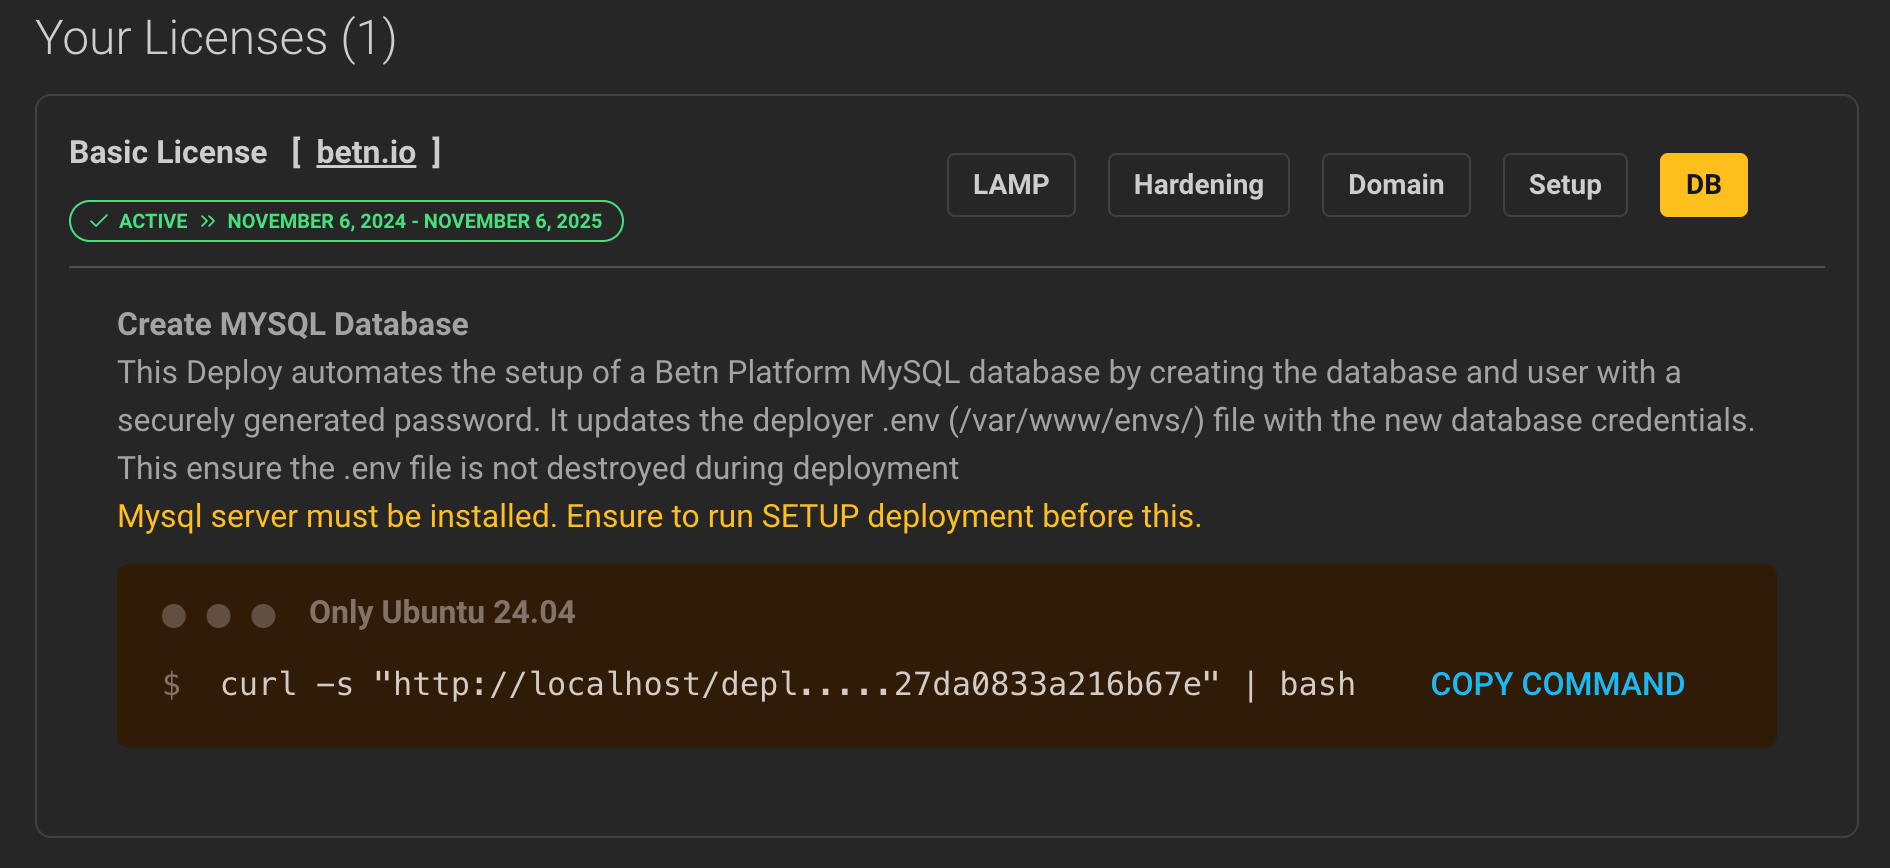 Your Licenses (1)
Basic License [ betn.io ]
LAMP Hardening Domain Setup DB
ACTIVE » NOVEMBER 6, 2024 - NOVEMBER 6, 2025
Create MYSQL Database
This Deploy automates the setup of a Betn Platform MySQL database by creating the database and user with a
securely generated password. It updates the deployer .env (/var/www/envs/) file with the new database credentials.
This ensure the .env file is not destroyed during deployment
Mysql server must be installed. Ensure to run SETUP deployment before this.
Only Ubuntu 24.04
$ curl -s "http://localhost/depl.....27da0833a216b67e" | bash COPY COMMAND